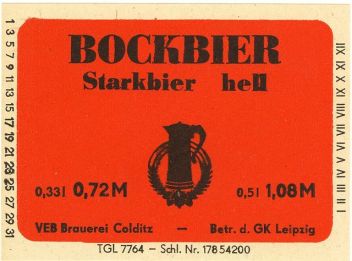 BOCKBIER
Starkbier hell
0,33l 0,72M
0,5l 1,08M
VEB Brauerei Colditz — Betr. d. GK Leipzig
TGL 7764 — Schl. Nr. 17854200
1 3 5 7 9 11 13 15 17 19 21 23 25 27 29 31
I II III IV V VI VII VIII IX X XI XII